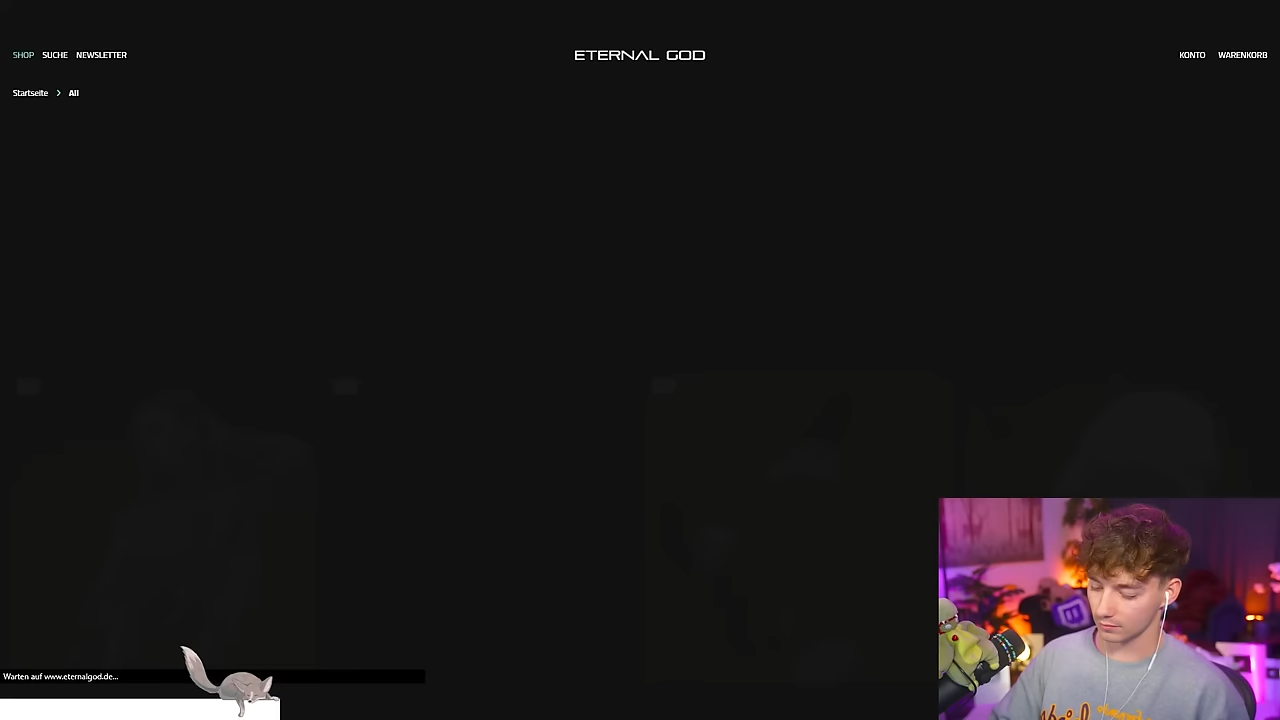 SHOP SUCHE NEWSLETTER
ETERNAL GOD
KONTO WARENKORB
Startseite > All
Warten auf www.eternalgod.de...